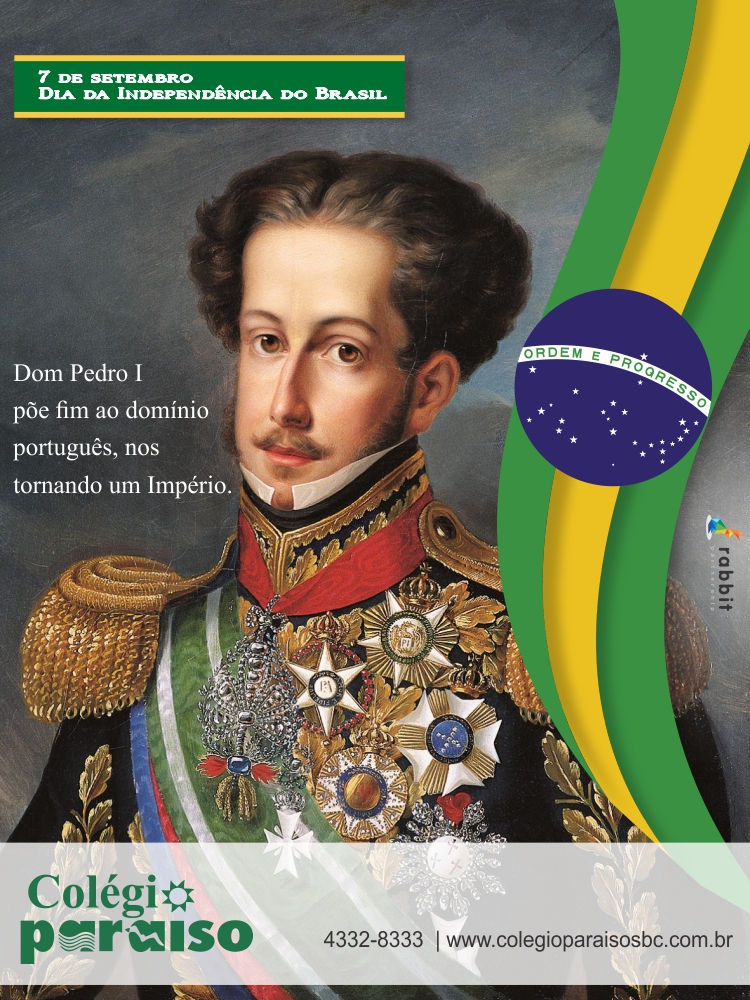 7 DE SETEMBRO
DIA DA INDEPENDÊNCIA DO BRASIL
Dom Pedro I
põe fim ao domínio
português, nos
tornando um Império.
ORDEM E PROGRESSO
rabbit
Colégio
paraiso
4332-8333 | www.colegioparaisosbc.com.br